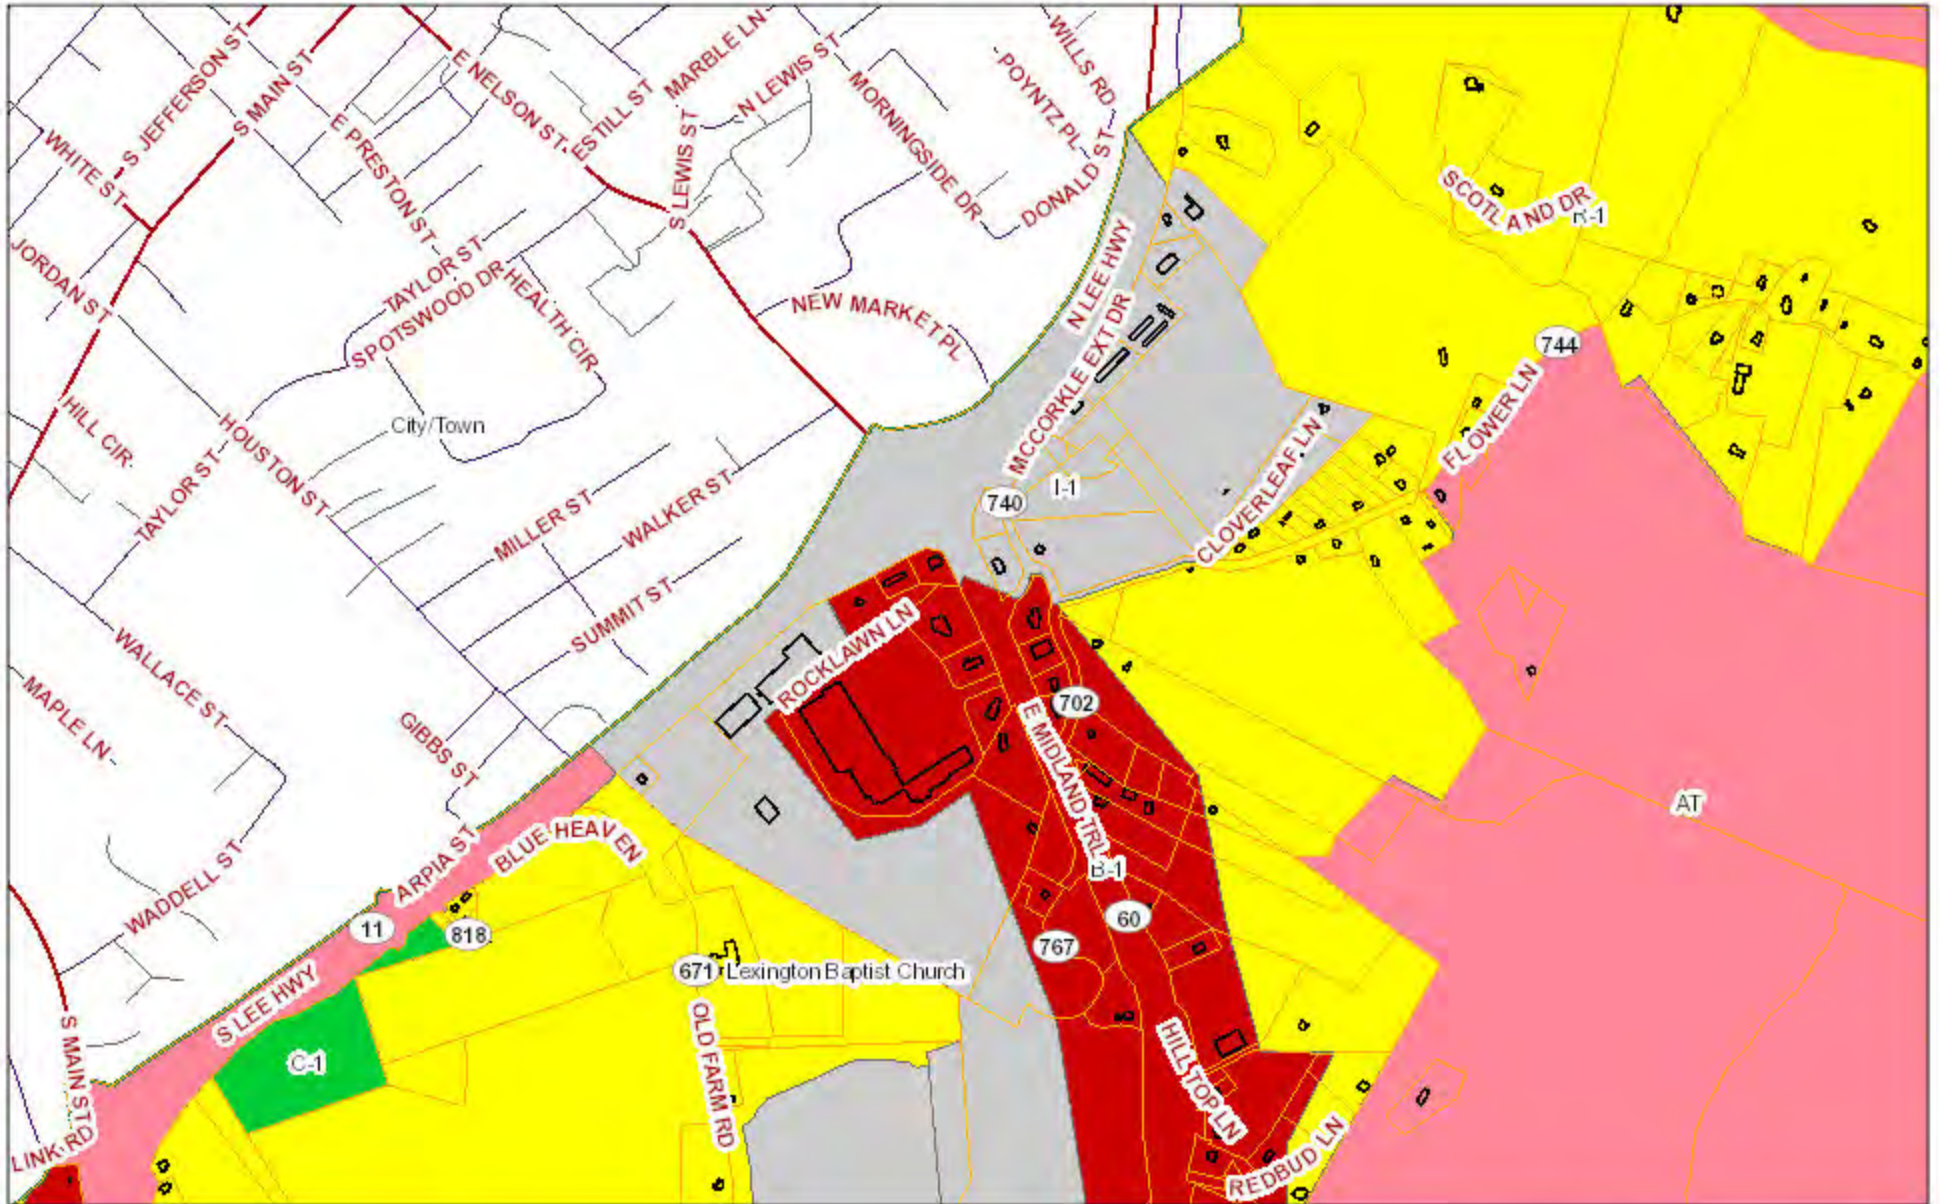 S JEFFERSON ST
S MAIN ST
E NELSON ST
ESTILL ST
MARBLE LN
N LEWIS ST
WILLS RD
POYNTZ PL
MORNINGSIDE DR
DONALD ST
WHITE ST
E PRESTON ST
S LEWIS ST
JORDAN ST
TAYLOR ST
SPOTSWOOD DR
HEALTH CIR
NEW MARKET PL
N LEE HWY
MCCORKLE EXT DR
SCOTLAND DR
R-1
744
FLOWER LN
HILL CIR
City/Town
HOUSTON ST
TAYLOR ST
CLOVERLEAF LN
740
I-1
MILLER ST
WALKER ST
SUMMIT ST
ROCKLAWN LN
WALLACE ST
MAPLE LN
GIBBS ST
702
E MIDLAND TRL
AT
WADDELL ST
ARPIA ST
BLUE HEAVEN
B-1
11
818
60
767
671
Lexington Baptist Church
S LEE HWY
C-1
OLD FARM RD
HILLTOP LN
S MAIN ST
LINK RD
REDBUD LN